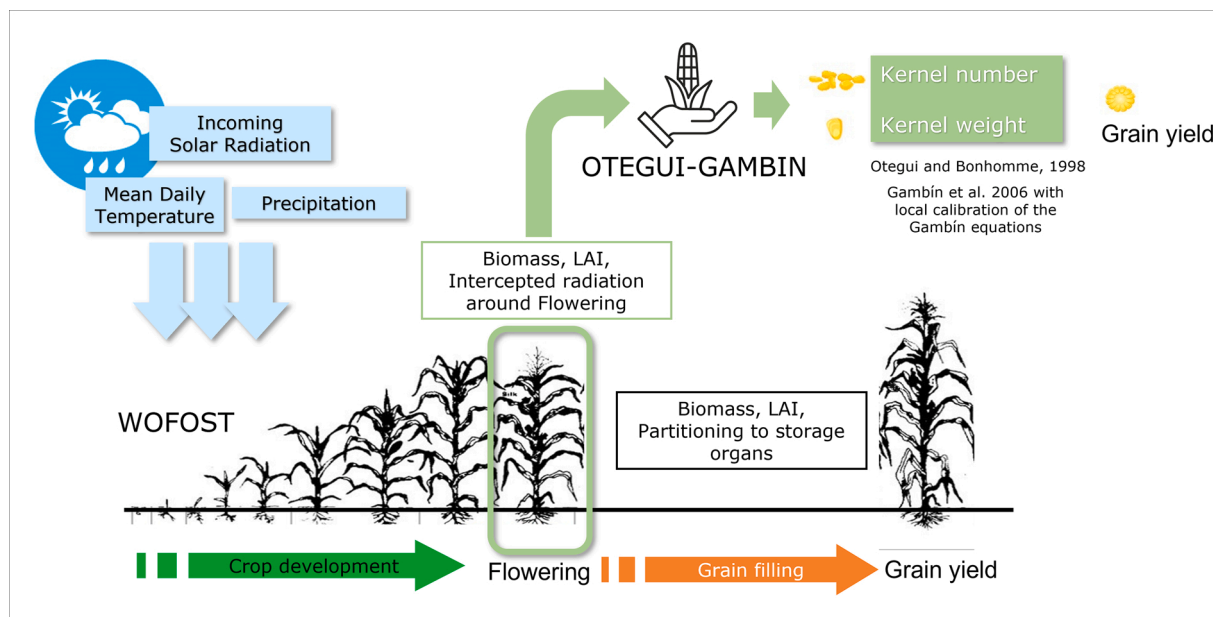 Incoming
Solar Radiation
Mean Daily
Temperature
Precipitation
OTEGUI-GAMBIN
Kernel number
Kernel weight
Grain yield
Otegui and Bonhomme, 1998
Gambín et al. 2006 with
local calibration of the
Gambín equations
Biomass, LAI,
Intercepted radiation
around Flowering
WOFOST
Silk
Biomass, LAI,
Partitioning to storage
organs
Crop development
Flowering
Grain filling
Grain yield